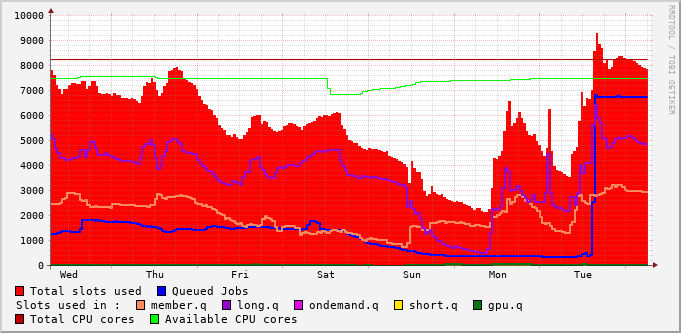 10000
9000
8000
7000
6000
5000
4000
3000
2000
1000
0
Wed Thu Fri Sat Sun Mon Tue
Total slots used Queued Jobs
Slots used in : member.q long.q ondemand.q short.q gpu.q
Total CPU cores Available CPU cores
RRDTOOL / TOBI OETIKER